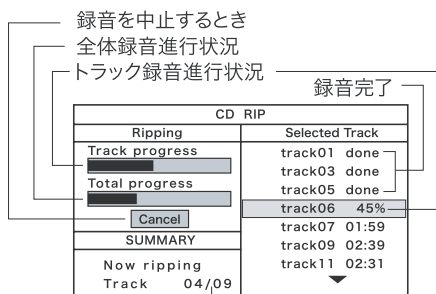 録音を中止するとき
全体録音進行状況
トラック録音進行状況
録音完了
CD RIP
Ripping
Selected Track
Track progress
Total progress
Cancel
SUMMARY
Now ripping
Track 04/09
track01 done
track03 done
track05 done
track06 45%
track07 01:59
track09 02:39
track11 02:31